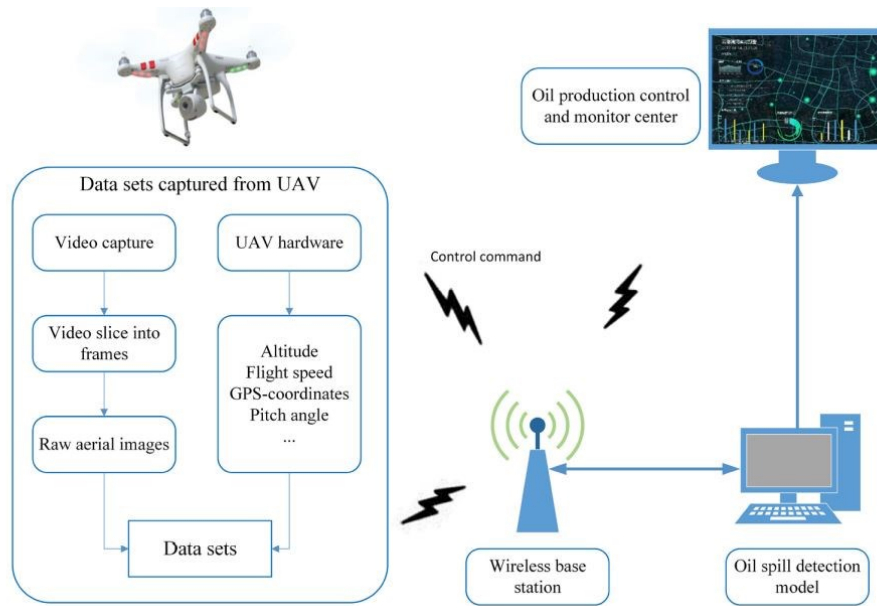 Oil production control
and monitor center
Data sets captured from UAV
Video capture
UAV hardware
Control command
Video slice into
frames
Altitude
Flight speed
GPS-coordinates
Pitch angle
...
Raw aerial images
Data sets
Wireless base
station
Oil spill detection
model